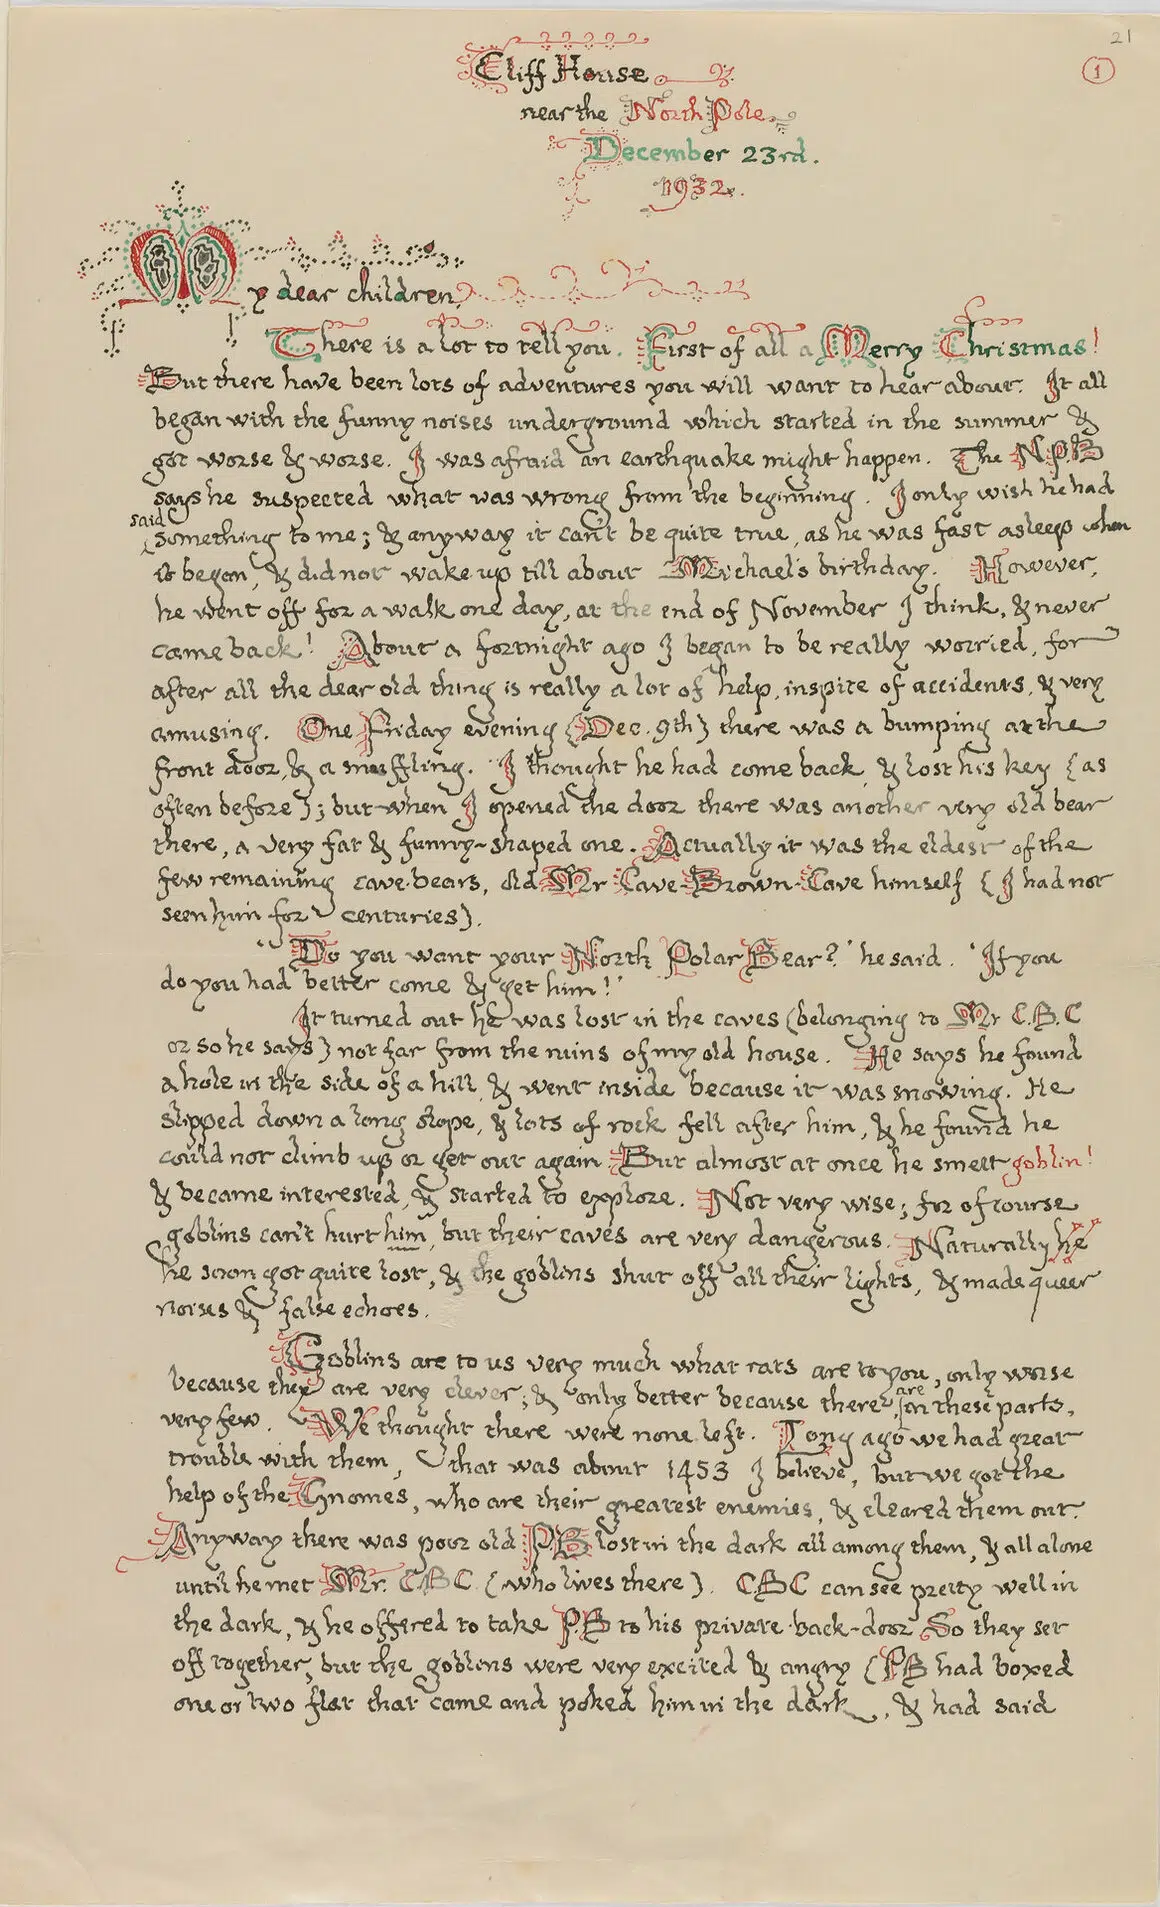 21
1
Cliff House
near the North Pole
December 23rd.
1932.
My dear children,
There is a lot to tell you. First of all a Merry Christmas!
But there have been lots of adventures you will want to hear about. It all
began with the funny noises underground which started in the summer &
got worse & worse. I was afraid an earthquake might happen. The N.P.B
says he suspected what was wrong from the beginning. I only wish he had
said
something to me; & anyway it can't be quite true, as he was fast asleep when
it began, & did not wake up till about Michael's birthday. However,
he went off for a walk one day, at the end of November I think, & never
came back! About a fortnight ago I began to be really worried, for
after all the dear old thing is really a lot of help, inspite of accidents, & very
amusing. One Friday evening (Dec. 9th) there was a bumping at the
front door, & a snuffling. I thought he had come back & lost his key (as
often before); but when I opened the door there was another very old bear
there, a very fat & funny-shaped one. Actually it was the eldest of the
few remaining cave-bears, old Mr Cave-Brown-Cave himself (I had not
seen him for centuries).
"Do you want your North Polar Bear?" he said. "If you
do you had better come & get him!"
It turned out he was lost in the caves (belonging to Mr C.B.C
or so he says) not far from the ruins of my old house. He says he found
a hole in the side of a hill & went inside because it was snowing. He
slipped down a long slope, & lots of rock fell after him, & he found he
could not climb up or get out again But almost at once he smelt goblin!
& became interested, & started to explore. Not very wise; for of course
goblins can't hurt him, but their caves are very dangerous. Naturally he
he soon got quite lost, & the goblins shut off all their lights, & made queer
noises & false echoes.
Goblins are to us very much what rats are to you, only worse
because they are very clever; & only better because there are in these parts,
very few. We thought there were none left. Long ago we had great
trouble with them, that was about 1453 I believe, but we got the
help of the Gnomes, who are their greatest enemies, & cleared them out.
Anyway there was poor old P.B lost in the dark all among them, & all alone
until he met Mr. CBC. (who lives there). CBC can see pretty well in
the dark, & he offered to take P.B to his private back-door So they set
off together, but the goblins were very excited & angry (PB had boxed
one or two flat that came and poked him in the dark, & had said